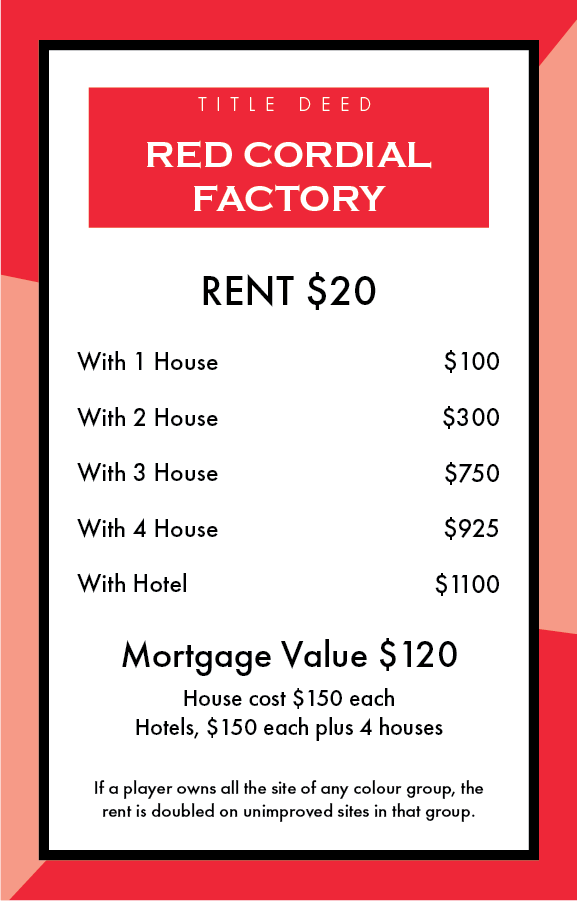 TITLE DEED
RED CORDIAL
FACTORY
RENT $20
With 1 House $100
With 2 House $300
With 3 House $750
With 4 House $925
With Hotel $1100
Mortgage Value $120
House cost $150 each
Hotels, $150 each plus 4 houses
If a player owns all the site of any colour group, the
rent is doubled on unimproved sites in that group.